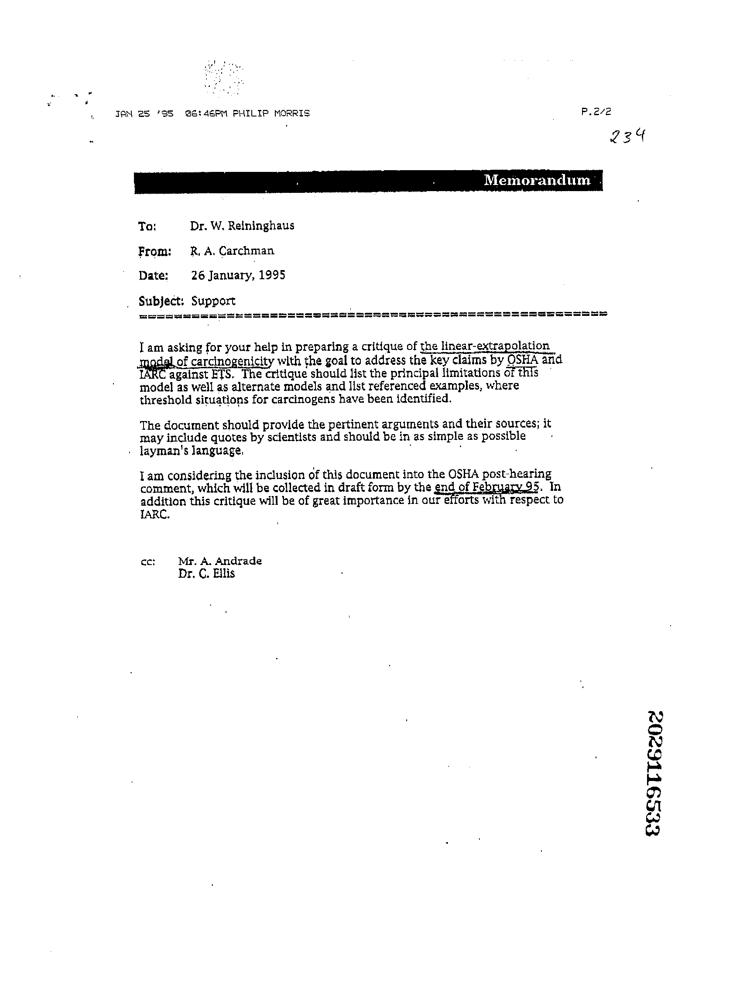 JAN 25 '95 06:46PM PHILIP MORRIS P.2/2
234
Memorandum
To: Dr. W. Reininghaus
From: R. A. Carchman
Date: 26 January, 1995
Subject: Support
=====================================================
I am asking for your help in preparing a critique of the linear-extrapolation
model of carcinogenicity with the goal to address the key claims by OSHA and
IARC against ETS. The critique should list the principal limitations of this
model as well as alternate models and list referenced examples, where
threshold situations for carcinogens have been identified.
The document should provide the pertinent arguments and their sources; it
may include quotes by scientists and should be in as simple as possible
layman's language.
I am considering the inclusion of this document into the OSHA post-hearing
comment, which will be collected in draft form by the end of February 95. In
addition this critique will be of great importance in our efforts with respect to
IARC.
cc: Mr. A. Andrade
Dr. C. Ellis
2029116533